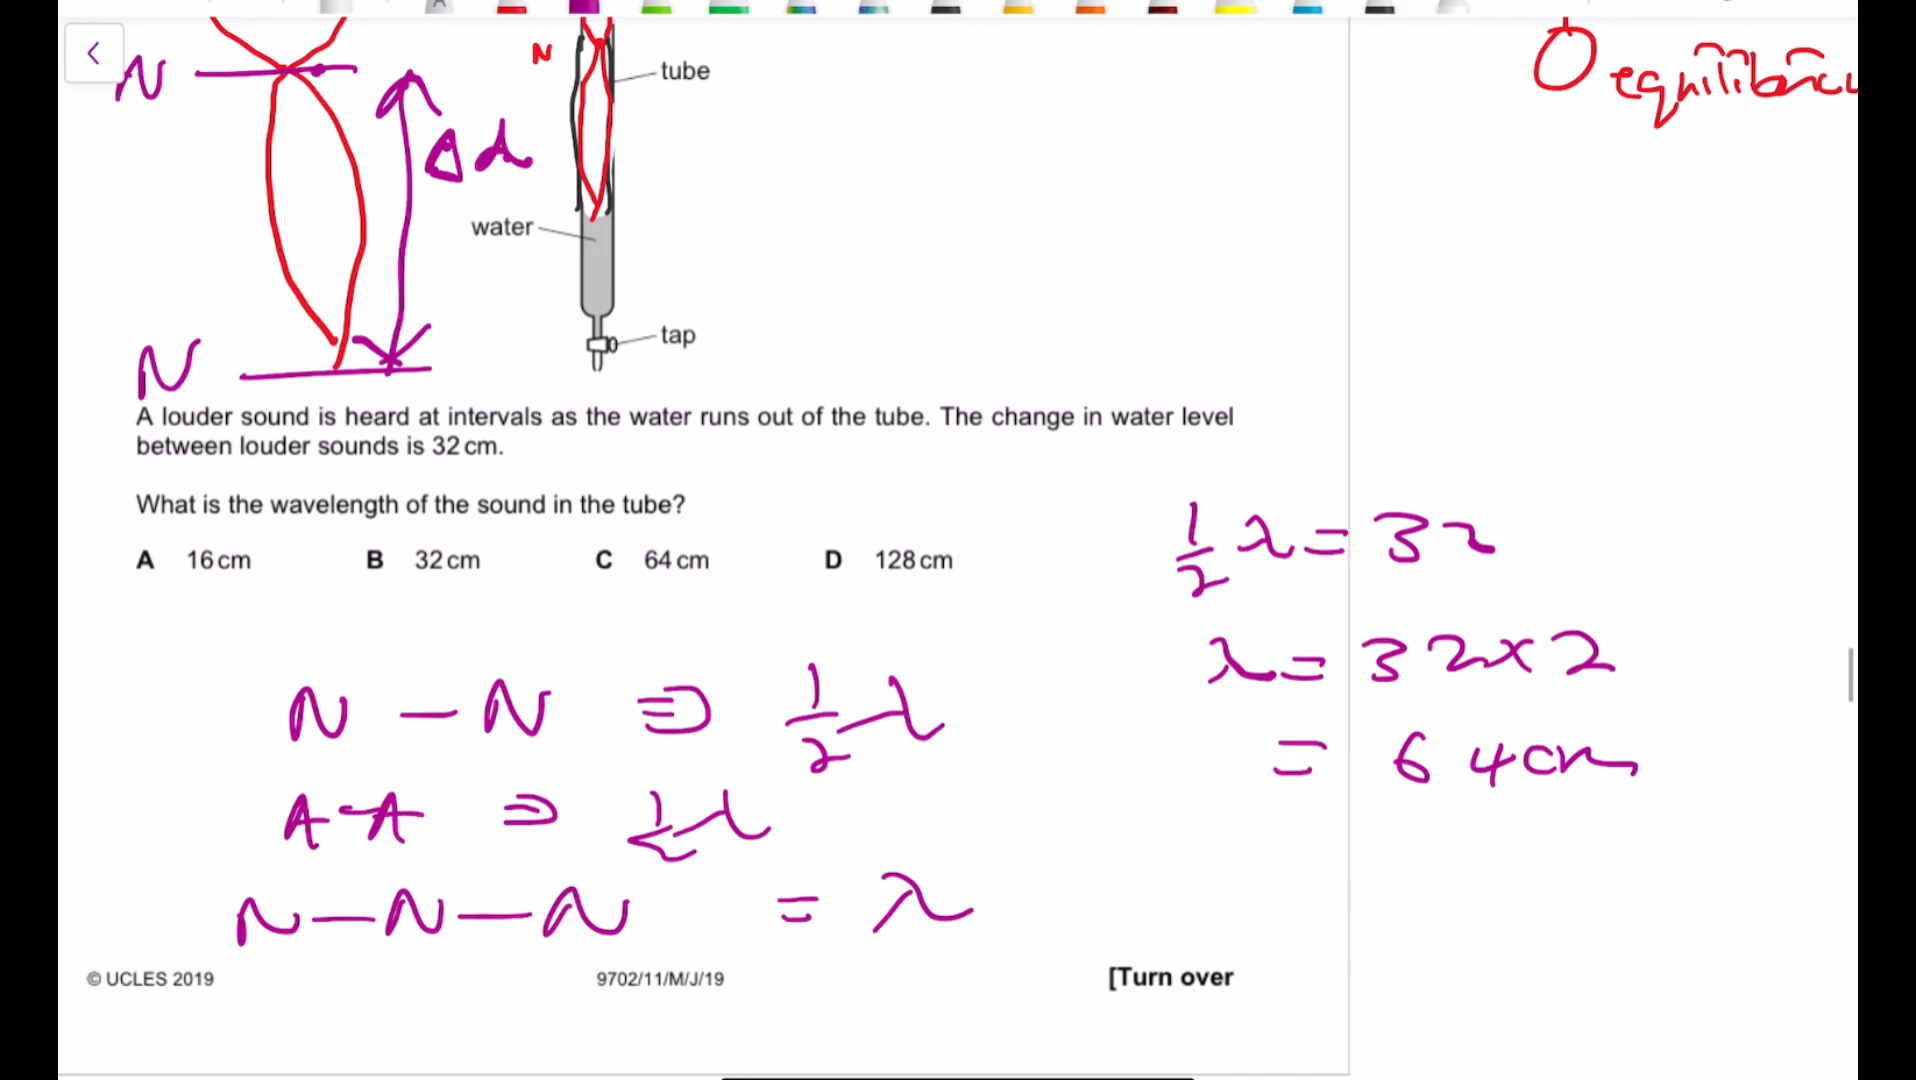 N
N
tube
equilibriu
Δd
water
tap
N
A louder sound is heard at intervals as the water runs out of the tube. The change in water level
between louder sounds is 32 cm.
What is the wavelength of the sound in the tube?
A 16 cm B 32 cm C 64 cm D 128 cm
½ λ = 32
λ = 32 × 2
= 64cm
N – N ⇒ ½ λ
A – A ⇒ ½ λ
N – N – N = λ
© UCLES 2019 9702/11/M/J/19 [Turn over